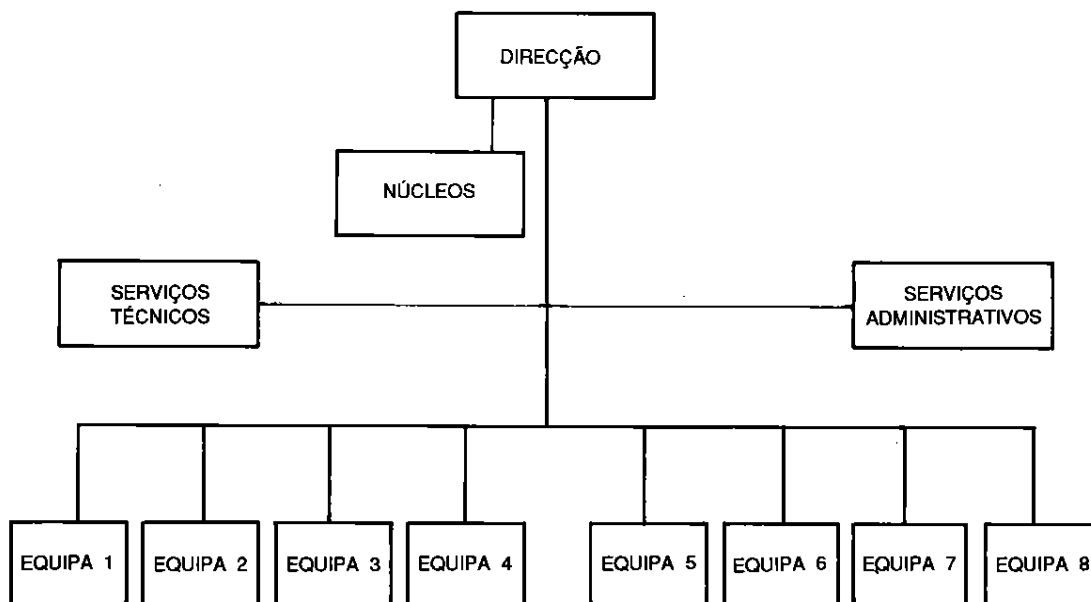 DIRECÇÃO
NÚCLEOS
SERVIÇOS
TÉCNICOS
SERVIÇOS
ADMINISTRATIVOS
EQUIPA 1
EQUIPA 2
EQUIPA 3
EQUIPA 4
EQUIPA 5
EQUIPA 6
EQUIPA 7
EQUIPA 8